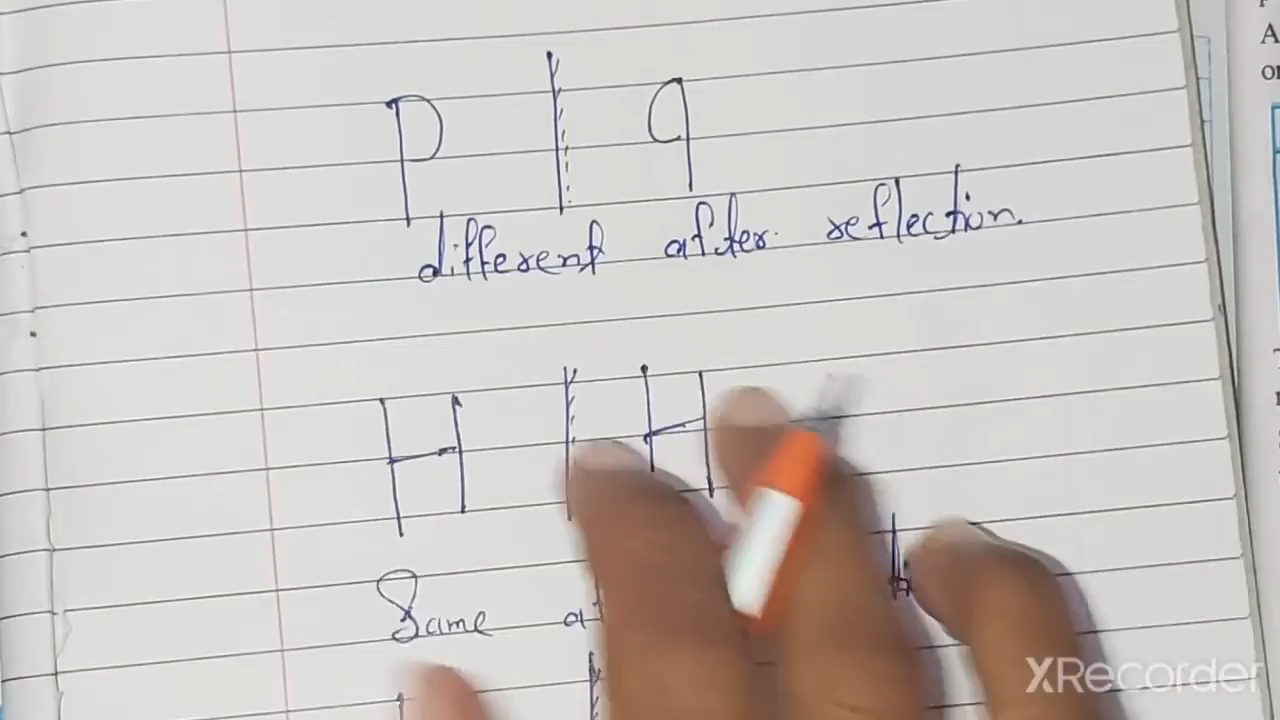 p | q
different after reflection.
H | H
Same
XRecorder